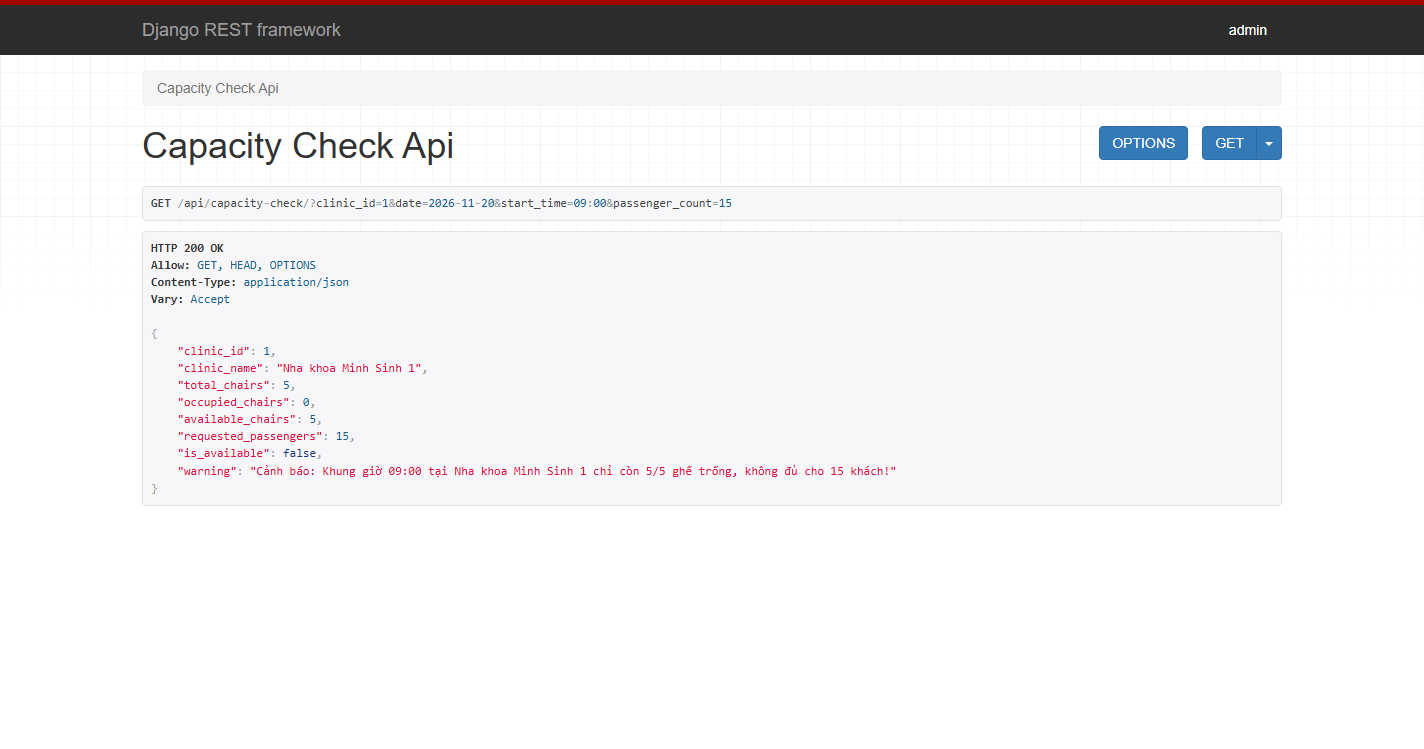 Django REST framework
admin
Capacity Check Api
Capacity Check Api
OPTIONS
GET
GET /api/capacity-check/?clinic_id=1&date=2026-11-20&start_time=09:00&passenger_count=15
HTTP 200 OK
Allow: GET, HEAD, OPTIONS
Content-Type: application/json
Vary: Accept
{
"clinic_id": 1,
"clinic_name": "Nha khoa Minh Sinh 1",
"total_chairs": 5,
"occupied_chairs": 0,
"available_chairs": 5,
"requested_passengers": 15,
"is_available": false,
"warning": "Cảnh báo: Khung giờ 09:00 tại Nha khoa Minh Sinh 1 chỉ còn 5/5 ghế trống, không đủ cho 15 khách!"
}